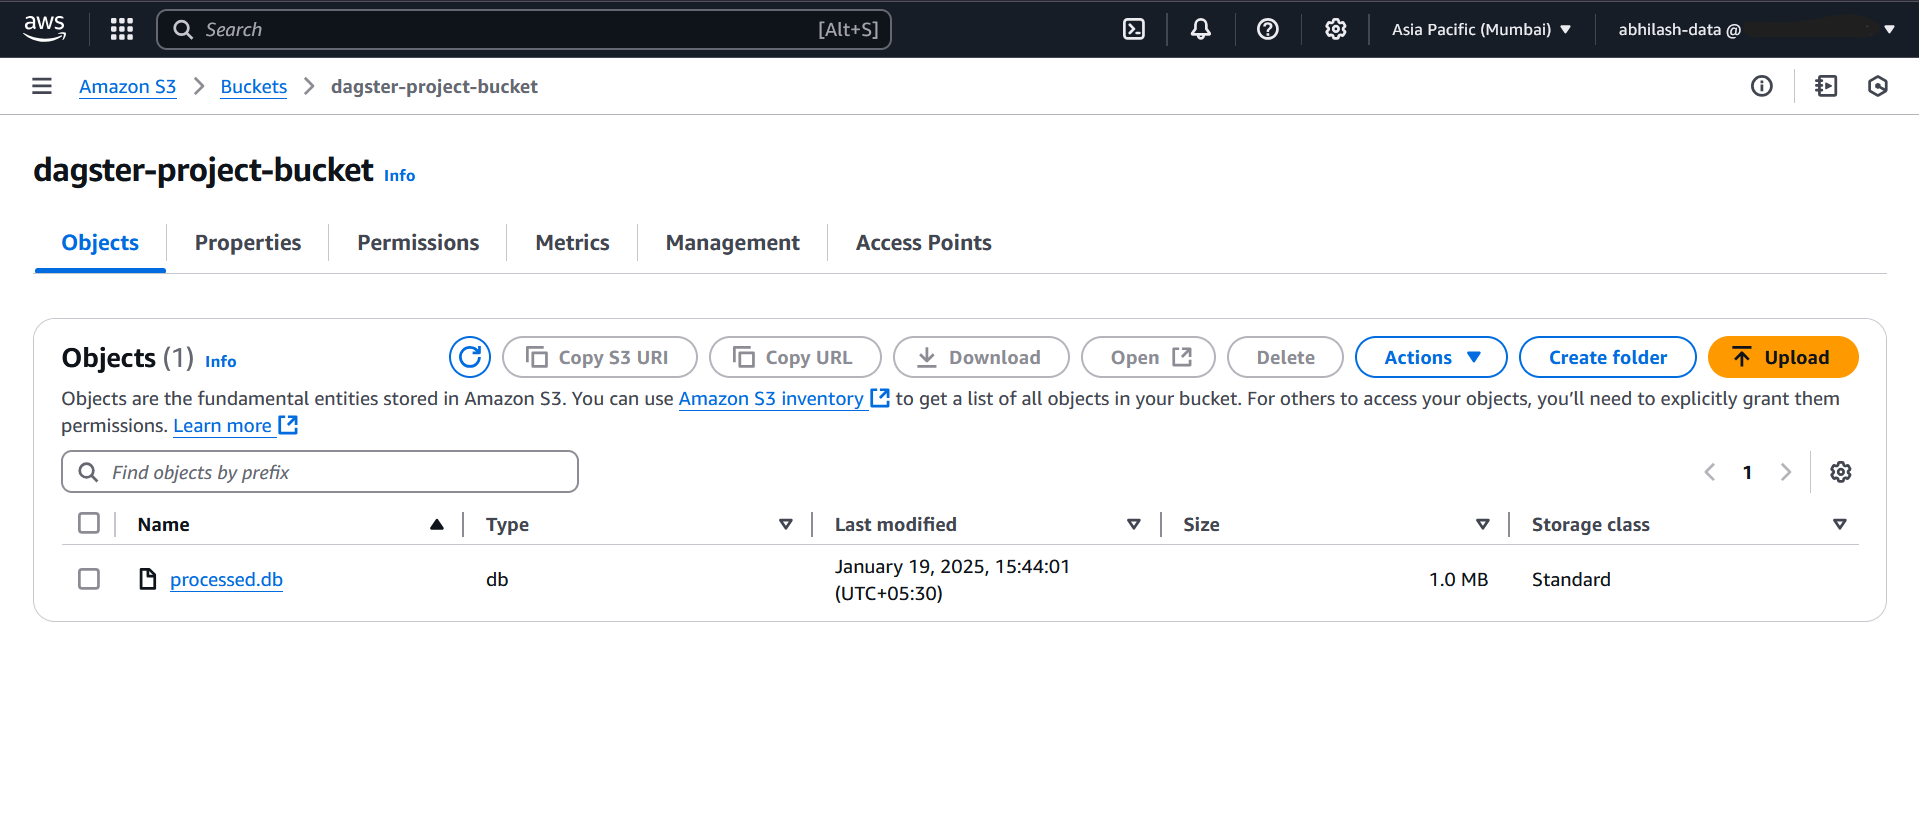 aws Search [Alt+S] Asia Pacific (Mumbai) abhilash-data @
Amazon S3 Buckets dagster-project-bucket
dagster-project-bucket Info
Objects Properties Permissions Metrics Management Access Points
Objects (1) Info Copy S3 URI Copy URL Download Open Delete Actions Create folder Upload
Objects are the fundamental entities stored in Amazon S3. You can use Amazon S3 inventory to get a list of all objects in your bucket. For others to access your objects, you’ll need to explicitly grant them
permissions. Learn more
Find objects by prefix 1
Name Type Last modified Size Storage class
processed.db db January 19, 2025, 15:44:01 1.0 MB Standard
(UTC+05:30)